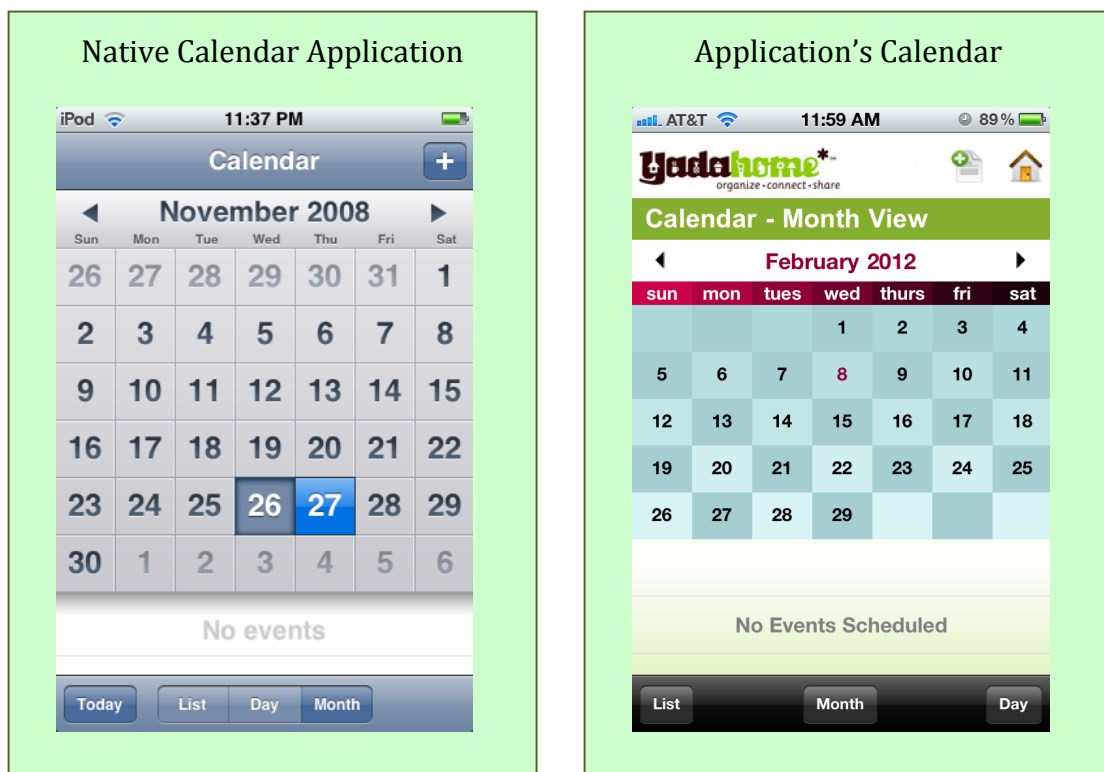 Native Calendar Application
iPod 11:37 PM
Calendar +
November 2008
Sun Mon Tue Wed Thu Fri Sat
26 27 28 29 30 31 1
2 3 4 5 6 7 8
9 10 11 12 13 14 15
16 17 18 19 20 21 22
23 24 25 26 27 28 29
30 1 2 3 4 5 6
No events
Today List Day Month
Application’s Calendar
AT&T 11:59 AM 89%
Yadahome*™
organize • connect • share
Calendar - Month View
February 2012
sun mon tues wed thurs fri sat
1 2 3 4
5 6 7 8 9 10 11
12 13 14 15 16 17 18
19 20 21 22 23 24 25
26 27 28 29
No Events Scheduled
List Month Day